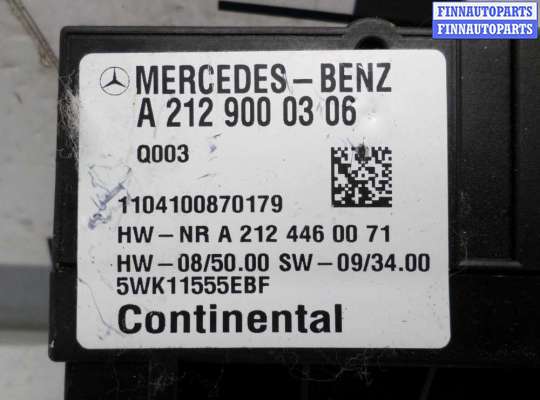 FINNAUTOPARTS
FINNAUTOPARTS
MERCEDES-BENZ
A 212 900 03 06
Q003
1104100870179
HW-NR A 212 446 00 71
HW-08/50.00 SW-09/34.00
5WK11555EBF
Continental